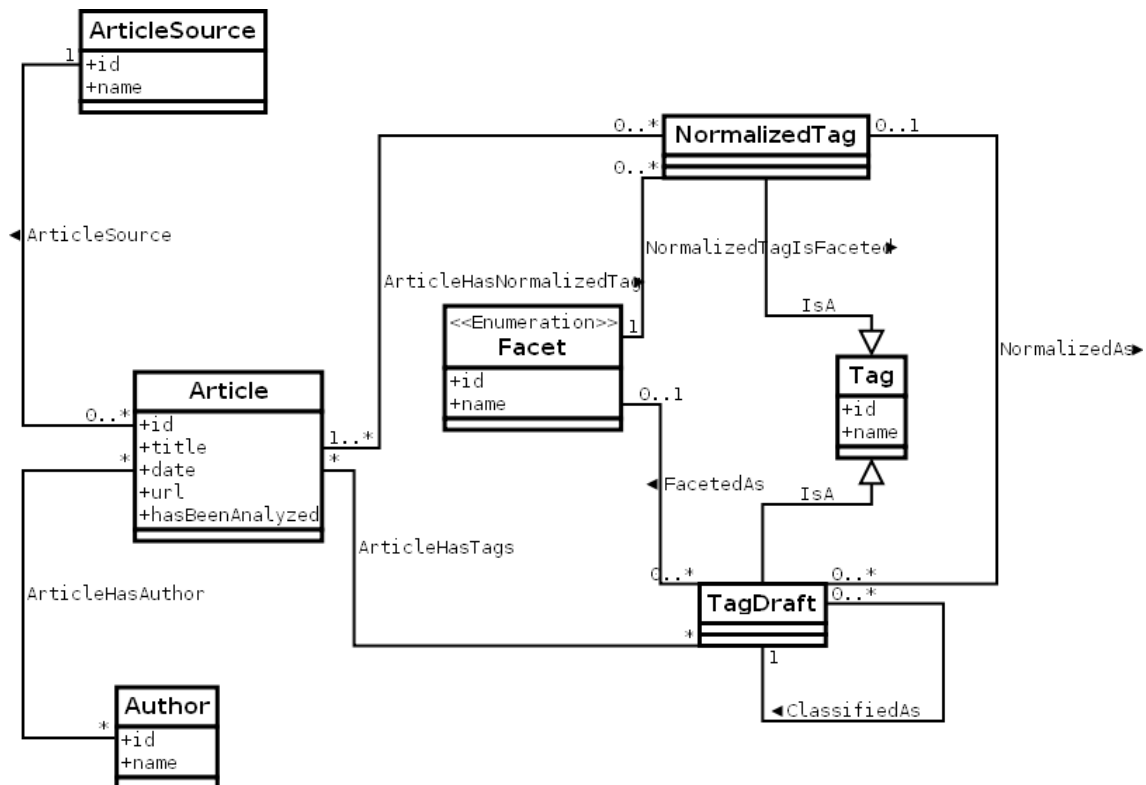 ArticleSource
1
+id
+name
0..*
NormalizedTag
0..1
0..*
◄ ArticleSource
NormalizedTagIsFaceted►
ArticleHasNormalizedTag►
IsA
<<Enumeration>>
Facet
1
+id
+name
0..1
NormalizedAs►
Tag
+id
+name
Article
0..*
+id
1..*
+title
*
+date
*
+url
+hasBeenAnalyzed
◄ FacetedAs
IsA
ArticleHasTags
0..*
0..*
ArticleHasAuthor
0..*
TagDraft
*
1
Author
◄ ClassifiedAs
*
+id
+name